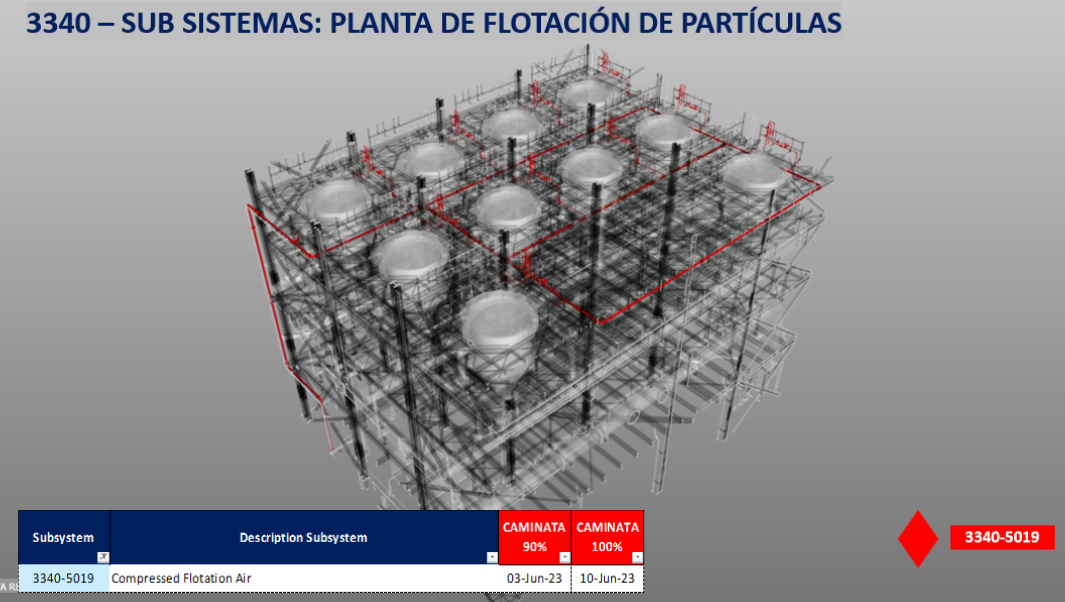 3340 – SUB SISTEMAS: PLANTA DE FLOTACIÓN DE PARTÍCULAS
Subsystem Description Subsystem CAMINATA 90% CAMINATA 100%
3340-5019 Compressed Flotation Air 03-Jun-23 10-Jun-23
3340-5019